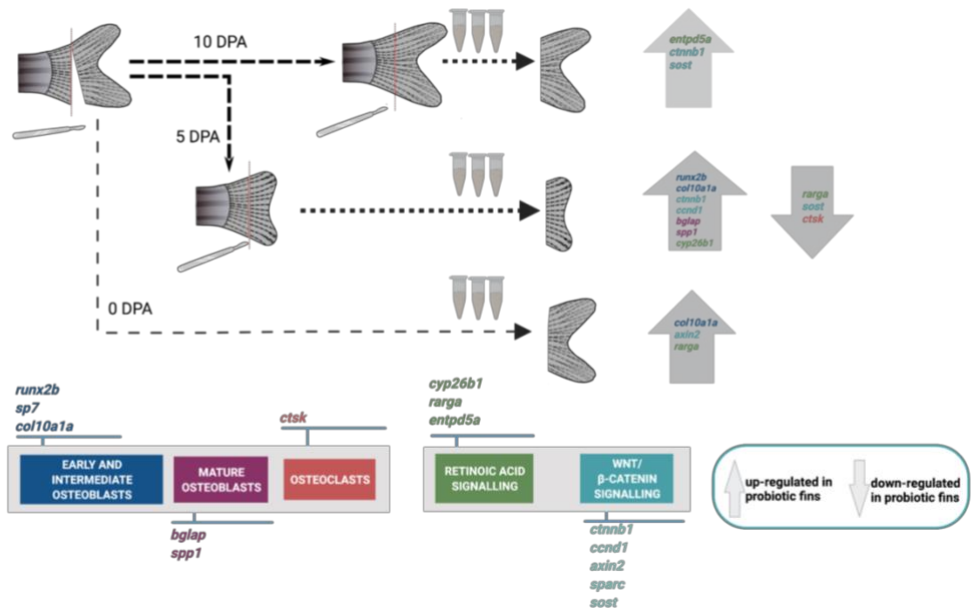 10 DPA
entpd5a
ctnnb1
sost
5 DPA
runx2b
col10a1a
ctnnb1
ccnd1
bglap
spp1
cyp26b1
rarga
sost
ctsk
0 DPA
col10a1a
axin2
rarga
runx2b
sp7
col10a1a
ctsk
EARLY AND
INTERMEDIATE
OSTEOBLASTS
MATURE
OSTEOBLASTS
OSTEOCLASTS
bglap
spp1
cyp26b1
rarga
entpd5a
RETINOIC ACID
SIGNALLING
WNT/
β-CATENIN
SIGNALLING
ctnnb1
ccnd1
axin2
sparc
sost
up-regulated in
probiotic fins
down-regulated
in probiotic fins